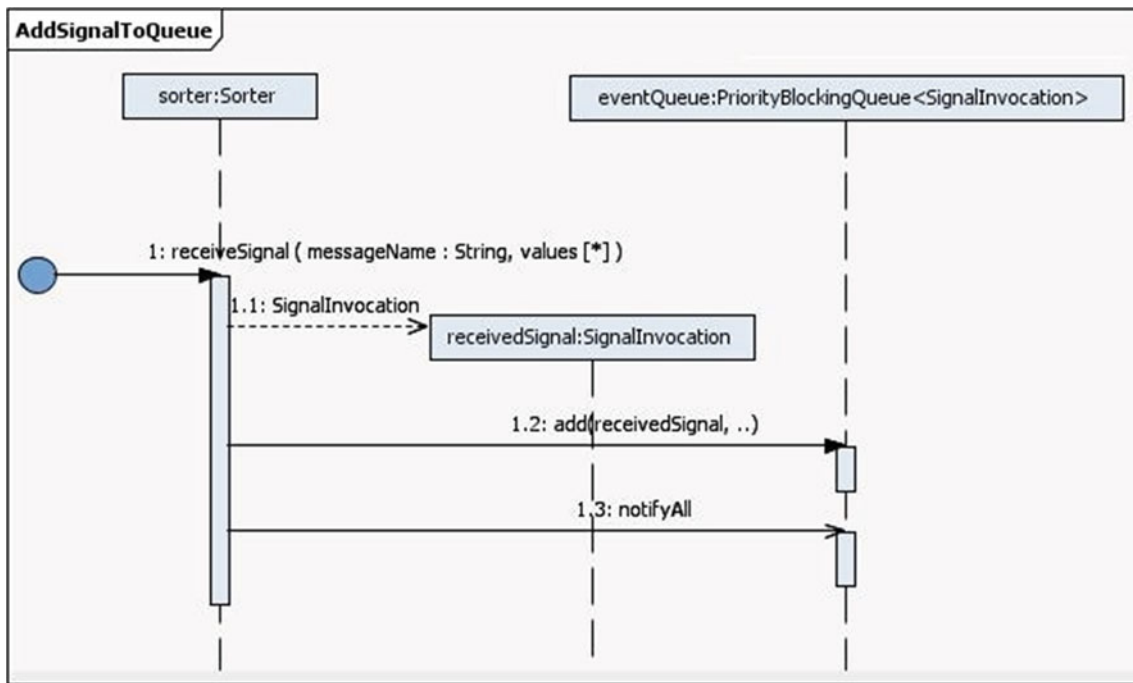 AddSignalToQueue
sorter:Sorter
eventQueue:PriorityBlockingQueue<SignalInvocation>
1: receiveSignal ( messageName : String, values [*] )
1.1: SignalInvocation
receivedSignal:SignalInvocation
1.2: add(receivedSignal, ..)
1.3: notifyAll